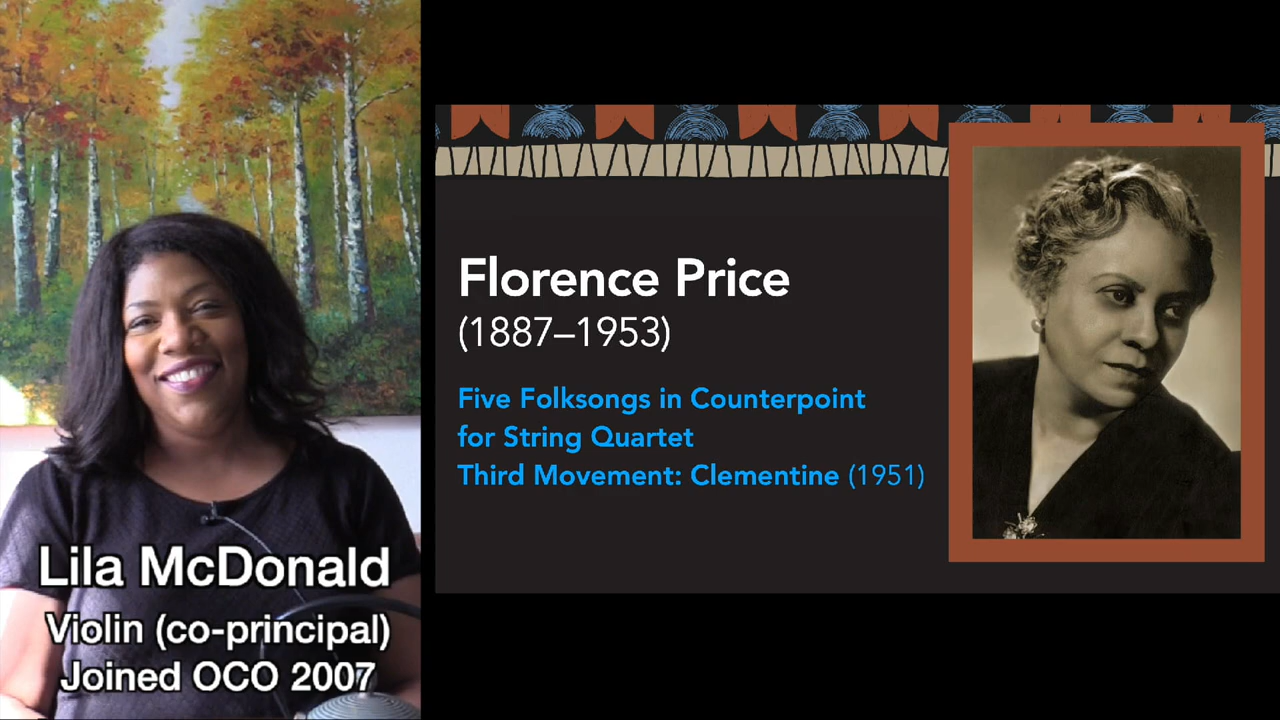 Lila McDonald
Violin (co-principal)
Joined OCO 2007
Florence Price
(1887–1953)
Five Folksongs in Counterpoint
for String Quartet
Third Movement: Clementine (1951)